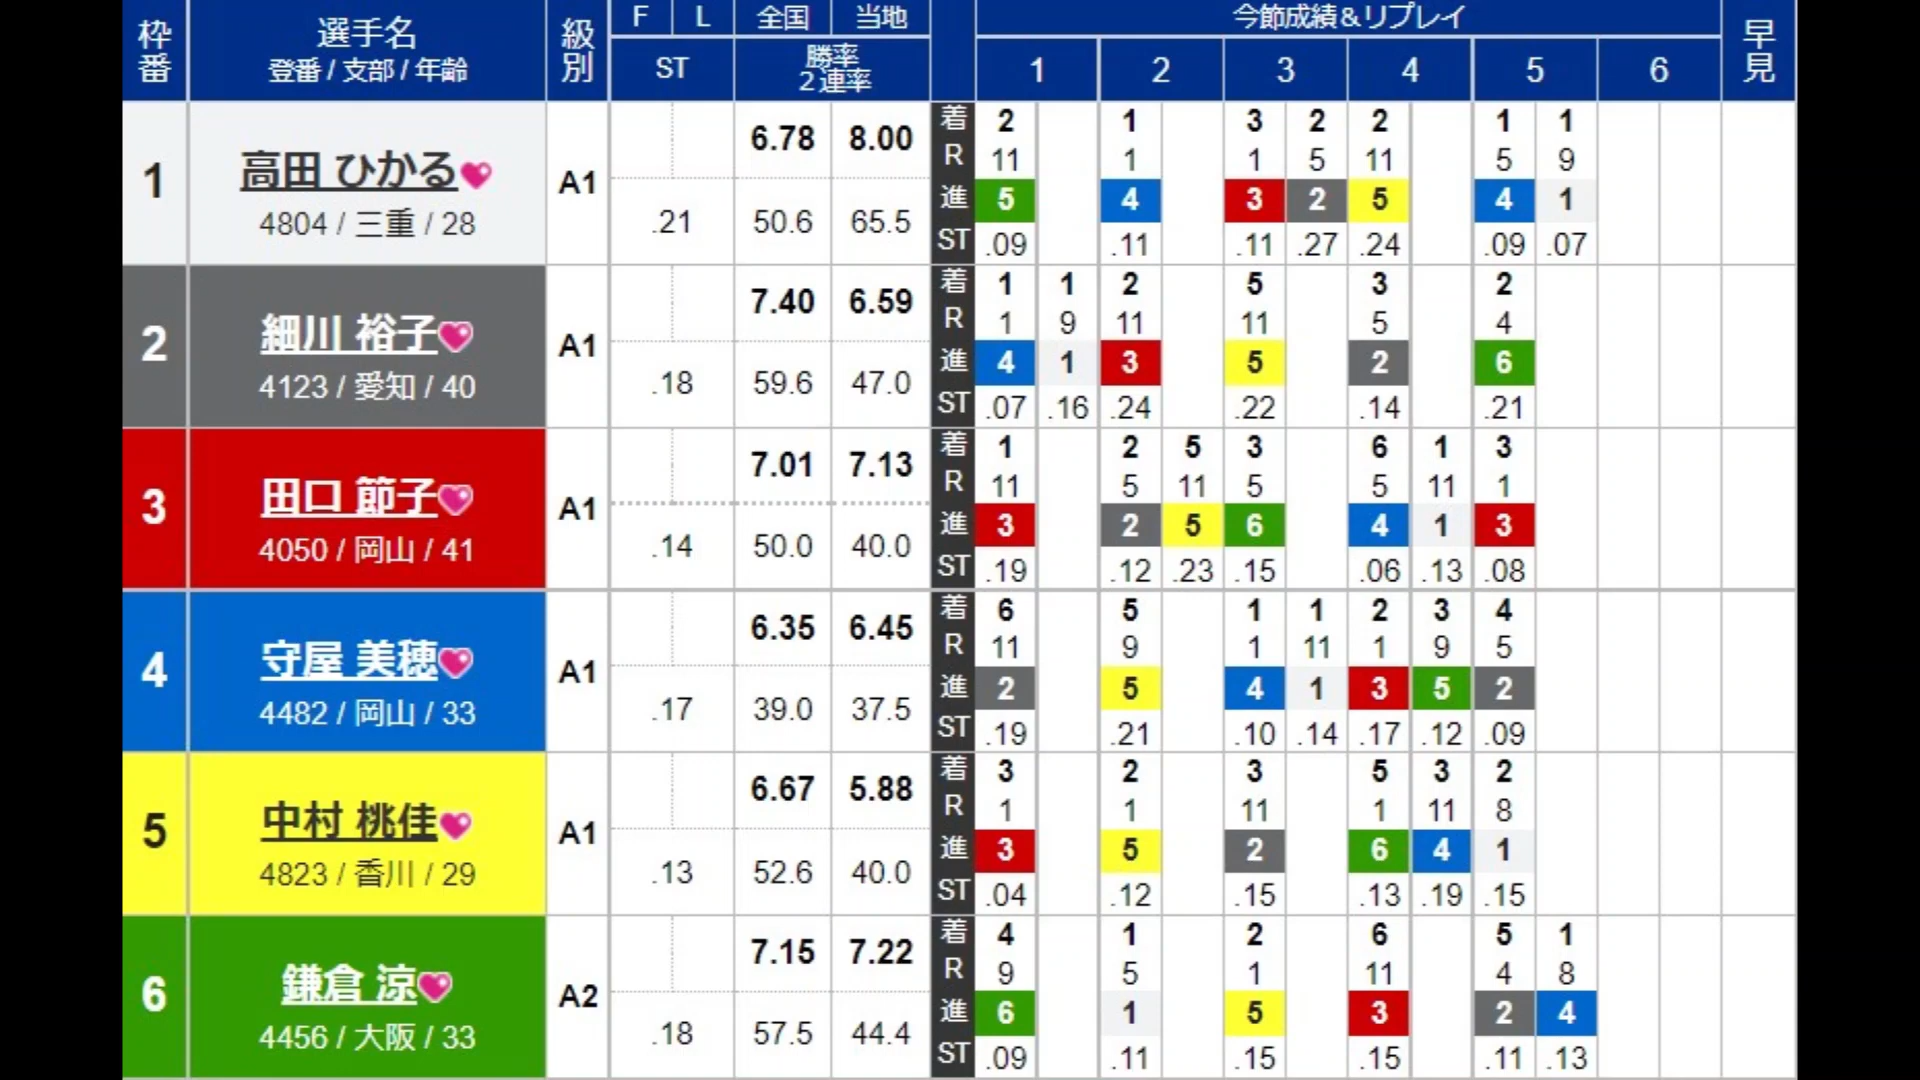 枠番 選手名 級別 F L 全国 当地 今節成績＆リプレイ 早見
登番 / 支部 / 年齢 ST 勝率 2連率 1 2 3 4 5 6
1 高田 ひかる 4804 / 三重 / 28 A1 .21 6.78 8.00 50.6 65.5
着 2 1 3 2 2 1 1
R 11 1 1 5 11 5 9
進 5 4 3 2 5 4 1
ST .09 .11 .11 .27 .24 .09 .07
2 細川 裕子 4123 / 愛知 / 40 A1 .18 7.40 6.59 59.6 47.0
着 1 1 2 5 3 2
R 1 9 11 11 5 4
進 4 1 3 5 2 6
ST .07 .16 .24 .22 .14 .21
3 田口 節子 4050 / 岡山 / 41 A1 .14 7.01 7.13 50.0 40.0
着 1 2 5 3 6 1 3
R 11 5 11 5 5 11 1
進 3 2 5 6 4 1 3
ST .19 .12 .23 .15 .06 .13 .08
4 守屋 美穂 4482 / 岡山 / 33 A1 .17 6.35 6.45 39.0 37.5
着 6 5 1 1 2 3 4
R 11 9 1 11 1 9 5
進 2 5 4 1 3 5 2
ST .19 .21 .10 .14 .17 .12 .09
5 中村 桃佳 4823 / 香川 / 29 A1 .13 6.67 5.88 52.6 40.0
着 3 2 3 5 3 2
R 1 1 11 1 11 8
進 3 5 2 6 4 1
ST .04 .12 .15 .13 .19 .15
6 鎌倉 涼 4456 / 大阪 / 33 A2 .18 7.15 7.22 57.5 44.4
着 4 1 2 6 5 1
R 9 5 1 11 4 8
進 6 1 5 3 2 4
ST .09 .11 .15 .15 .11 .13